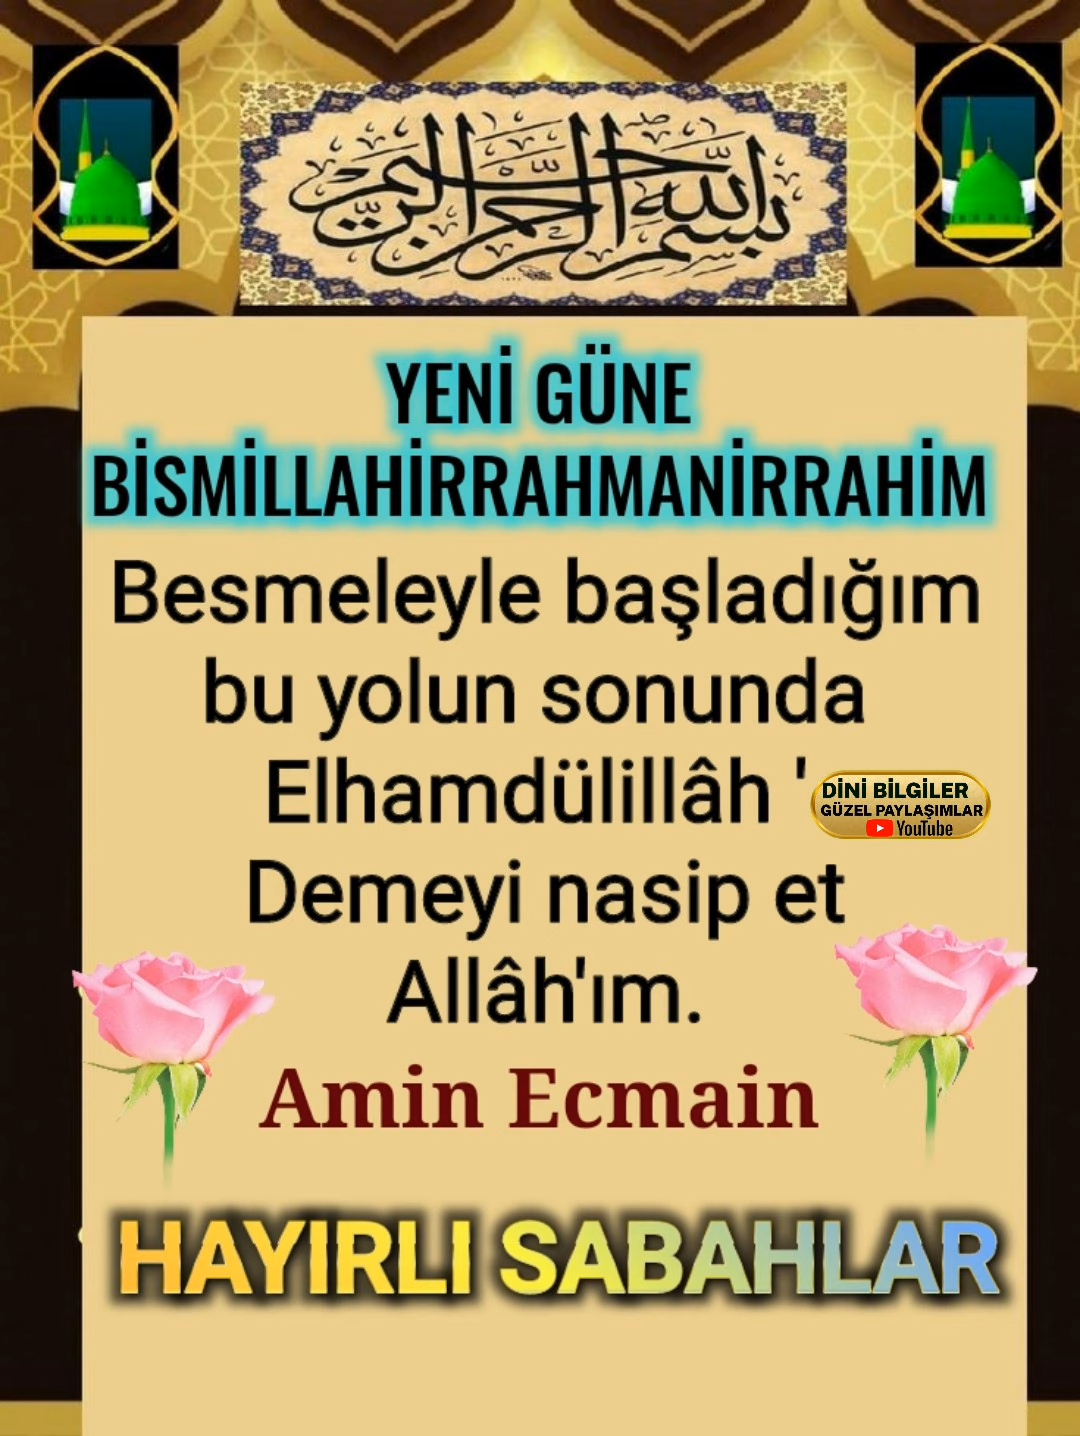 بسم الله الرحمن الرحيم
YENİ GÜNE
BİSMİLLAHİRRAHMANİRRAHİM
Besmeleyle başladığım
bu yolun sonunda
Elhamdülillâh '
DİNİ BİLGİLER
GÜZEL PAYLAŞIMLAR
YouTube
Demeyi nasip et
Allâh'ım.
Amin Ecmain
HAYIRLI SABAHLAR